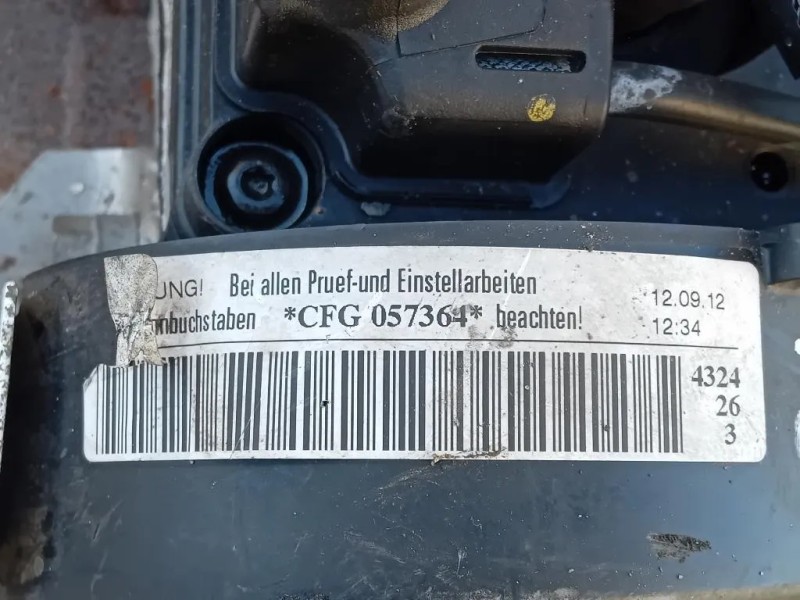 UNG! Bei allen Pruef-und Einstellarbeiten 12.09.12
nbuchstaben *CFG 057364* beachten! 12:34
4324
26
3